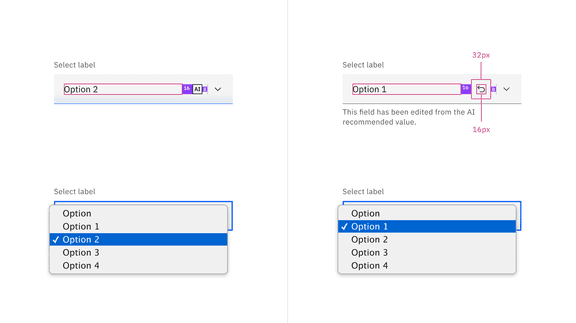 Select label
Option 2
16
AI
Select label
Option
Option 1
✓ Option 2
Option 3
Option 4
32px
Select label
Option 1
16
16px
This field has been edited from the AI
recommended value.
Select label
Option
✓ Option 1
Option 2
Option 3
Option 4